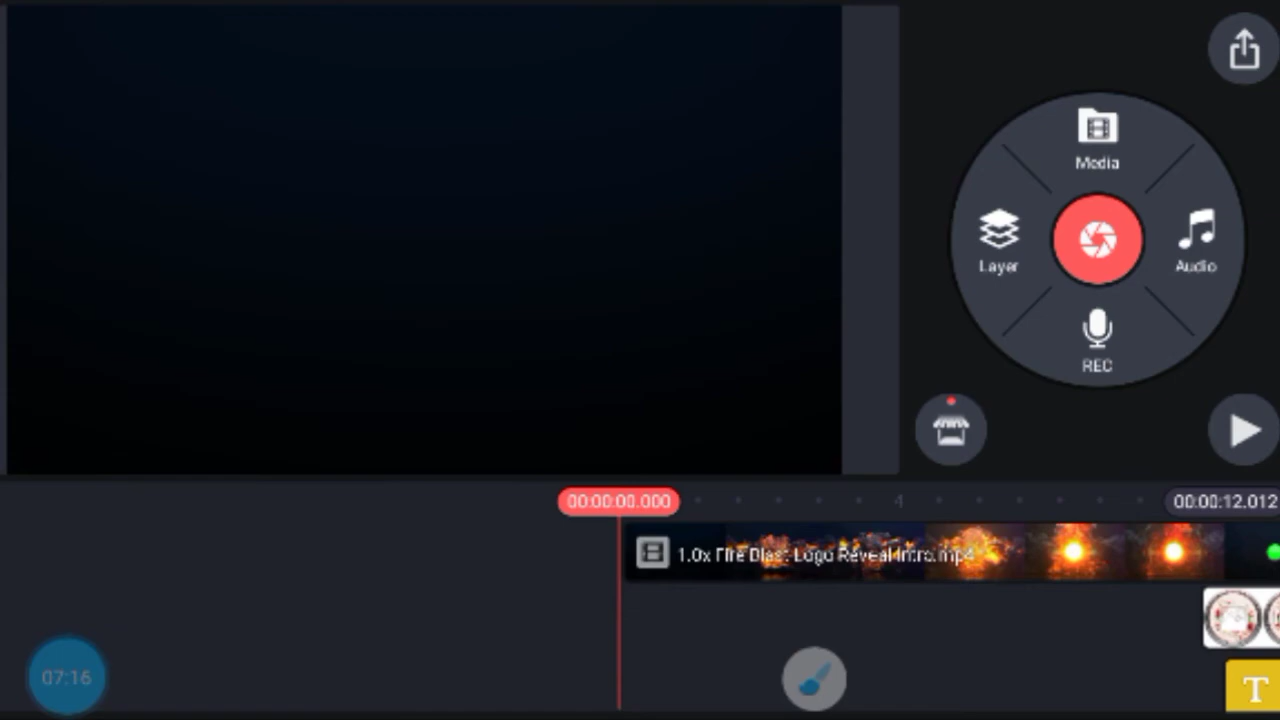 Media
Layer
Audio
REC
00:00:00.000
4
00:00:12.012
1.0x Fire Blast Logo Reveal Intro.mp4
T
07:16